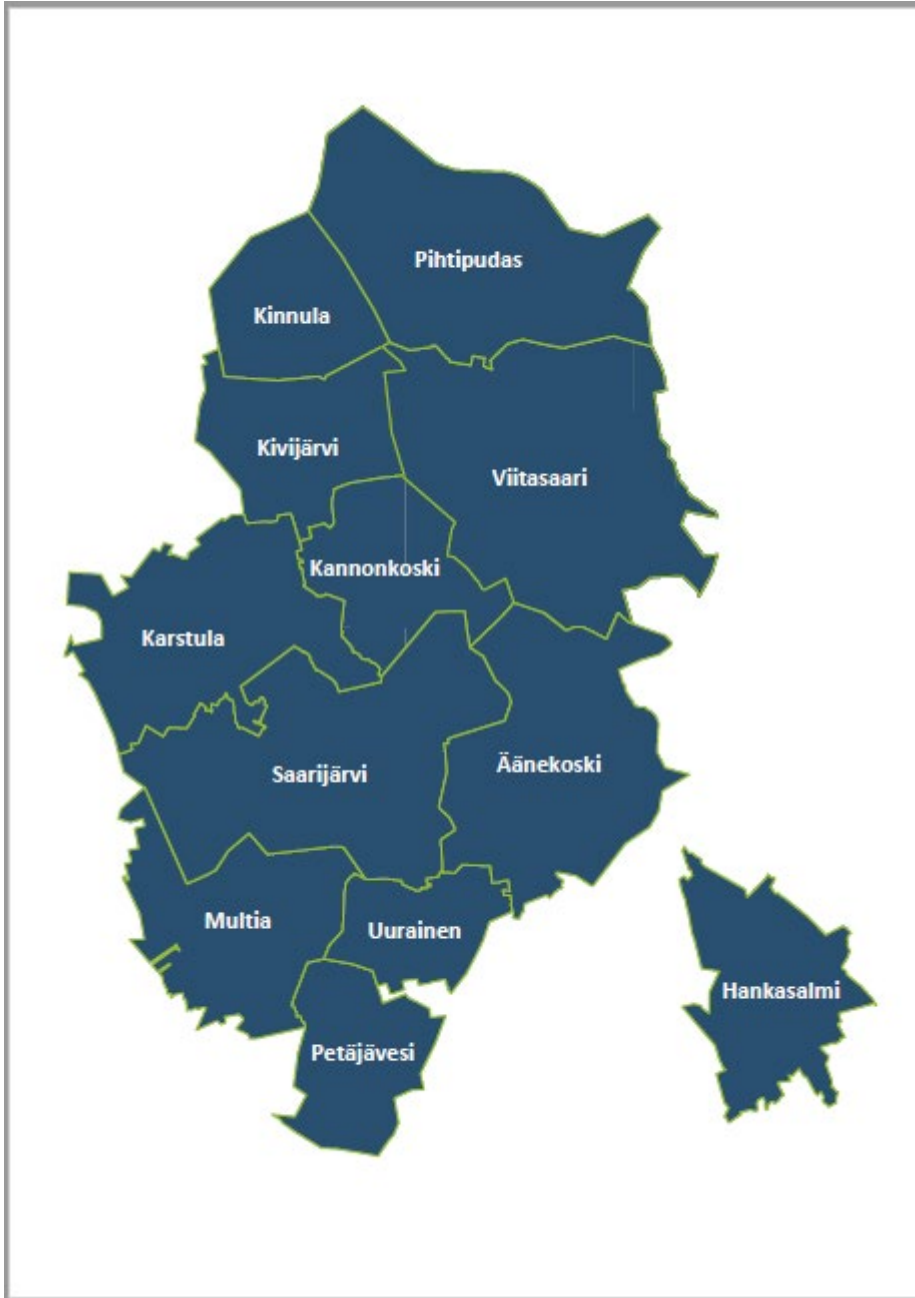 Pihtipudas
Kinnula
Kivijärvi
Viitasaari
Kannonkoski
Karstula
Saarijärvi
Äänekoski
Multia
Uurainen
Hankasalmi
Petäjävesi